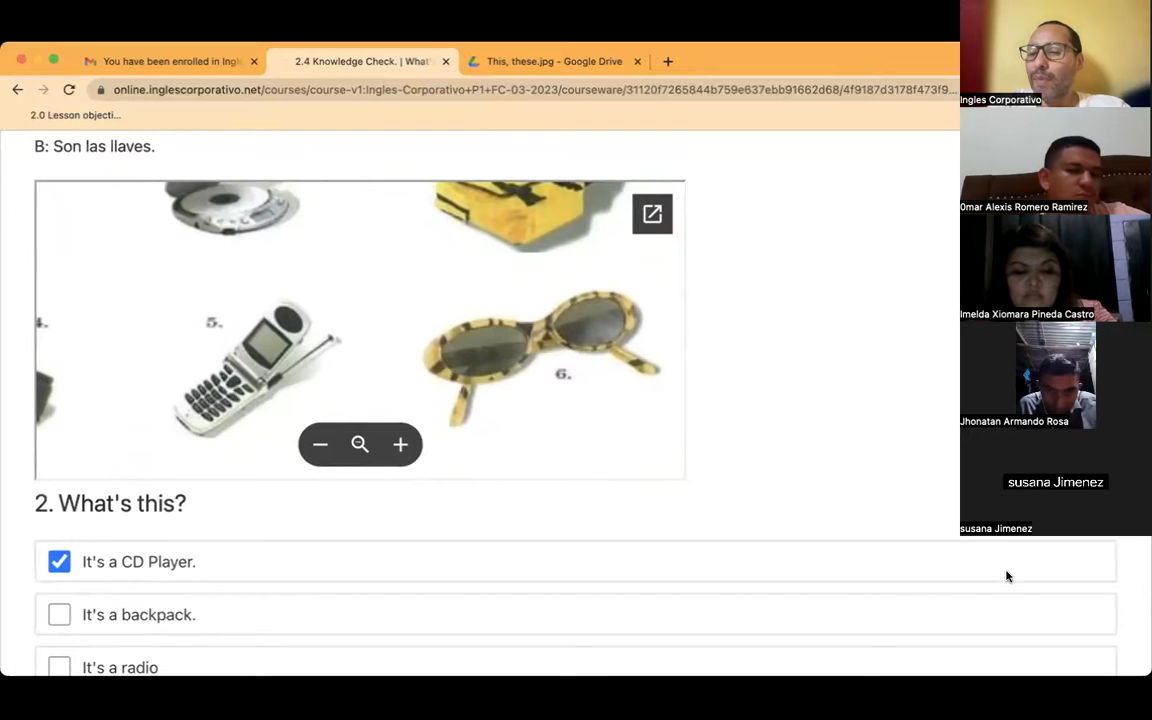 You have been enrolled in Ingl
2.4 Knowledge Check. | What'
This, these.jpg - Google Drive
online.inglescorporativo.net/courses/course-v1:Ingles-Corporativo+P1+FC-03-2023/courseware/31120f7265844b759e637ebb91662d68/4f9187d3178f473f9...
2.0 Lesson objecti...
B: Son las llaves.
4.
5.
6.
2. What's this?
It's a CD Player.
It's a backpack.
It's a radio
Ingles Corporativo
Omar Alexis Romero Ramirez
Imelda Xiomara Pineda Castro
Jhonatan Armando Rosa
susana Jimenez
susana Jimenez